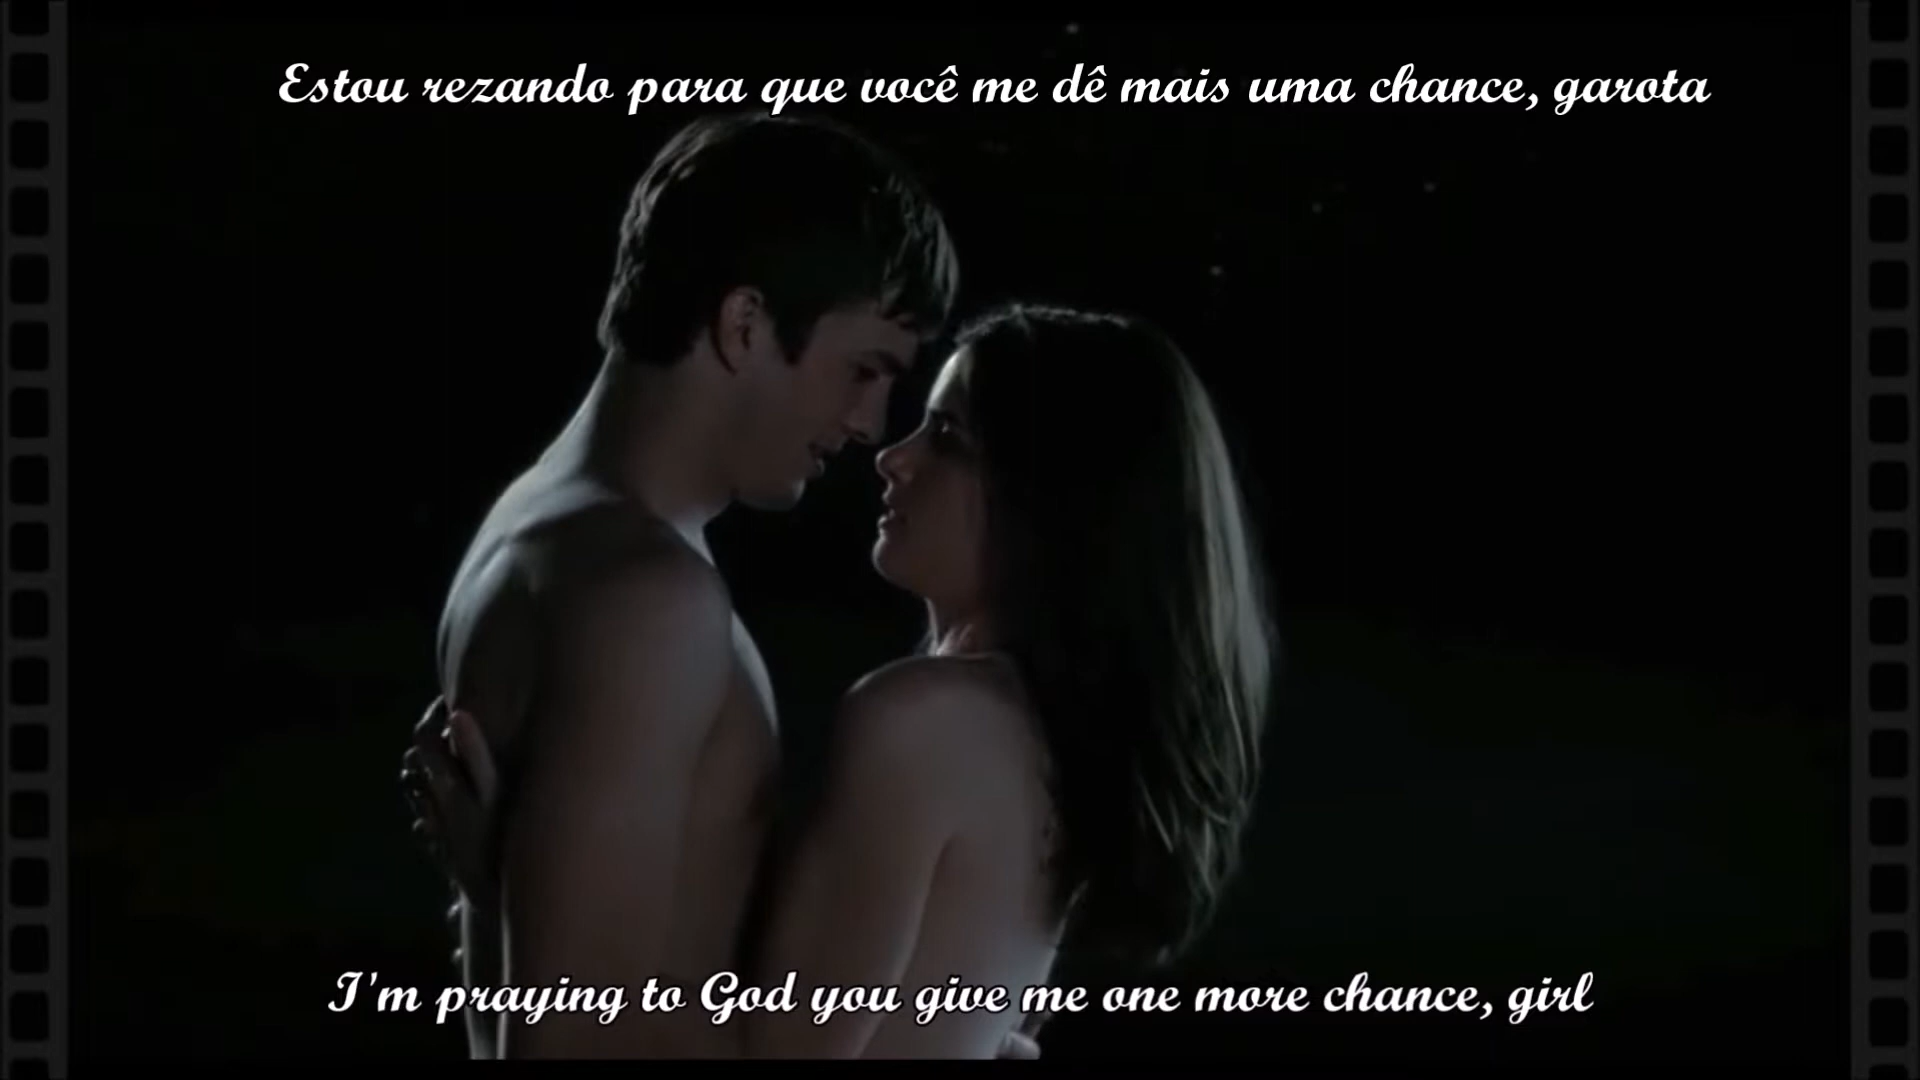 Estou rezando para que você me dê mais uma chance, garota
I'm praying to God you give me one more chance, girl